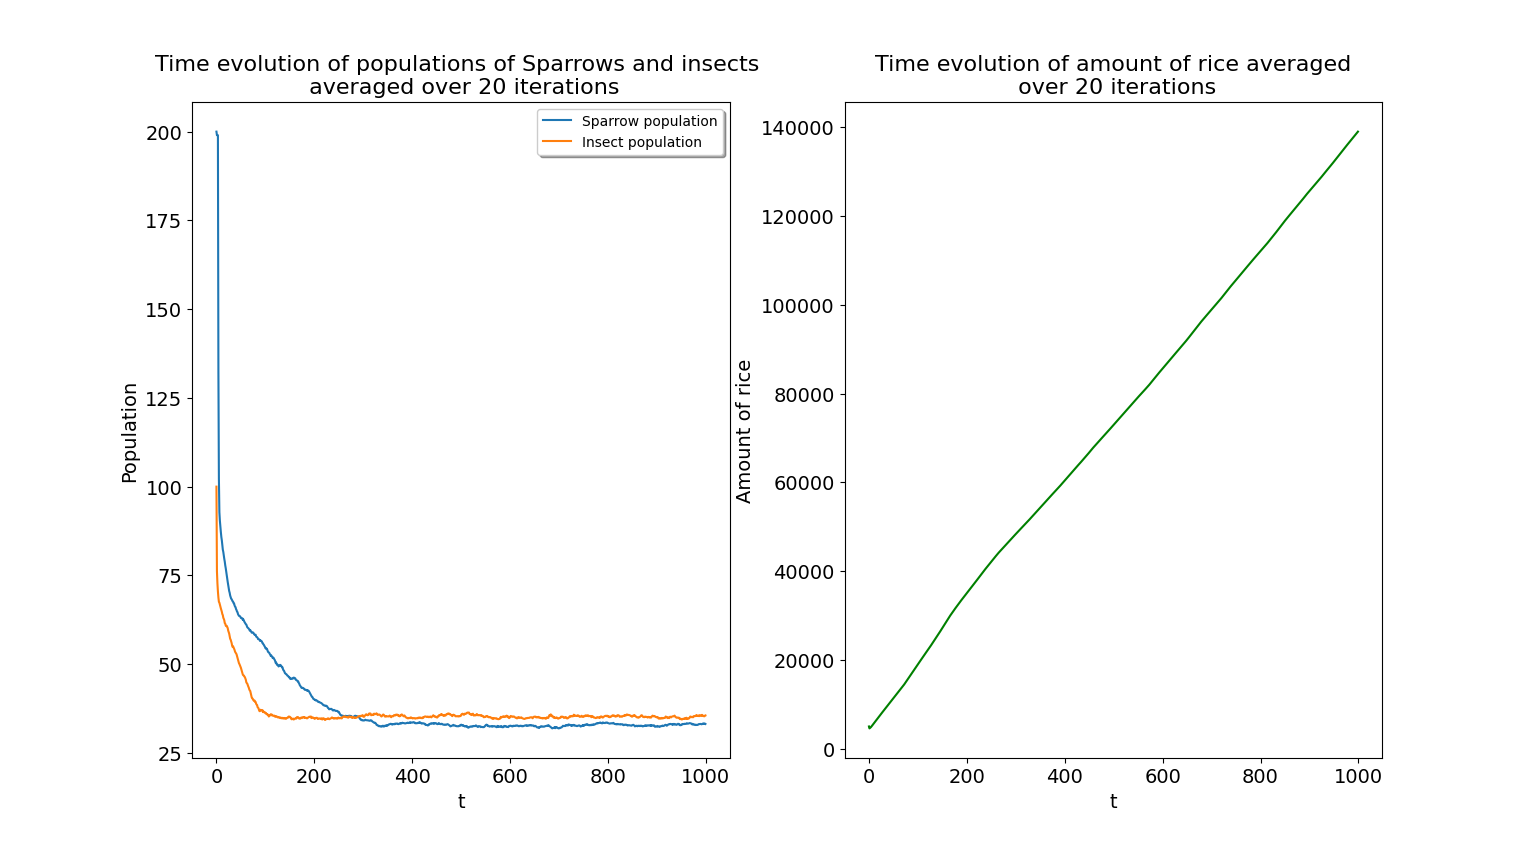 Time evolution of populations of Sparrows and insects
averaged over 20 iterations
Sparrow population
Insect population
200
175
150
125
100
75
50
25
Population
0
200
400
600
800
1000
t
Time evolution of amount of rice averaged
over 20 iterations
140000
120000
100000
80000
60000
40000
20000
0
Amount of rice
0
200
400
600
800
1000
t